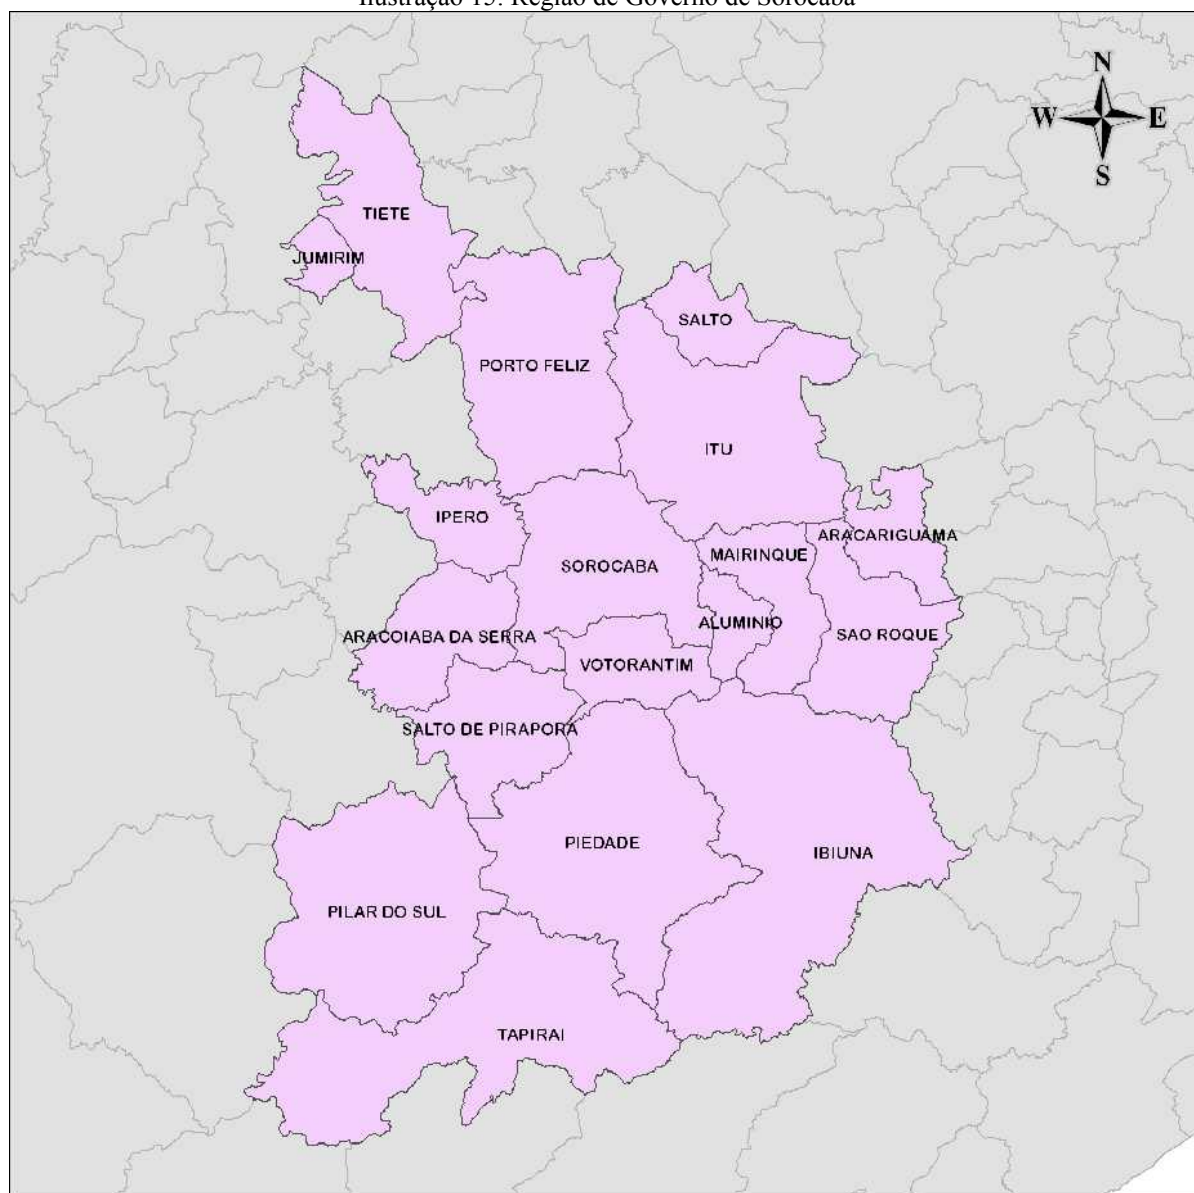 Ilustração 15: Região de Governo de Sorocaba
N
W E
S
TIETE
JUMIRIM
SALTO
PORTO FELIZ
ITU
IPERO
ARACARIGUAMA
MAIRINQUE
SOROCABA
ALUMINIO
ARACOIABA DA SERRA
SAO ROQUE
VOTORANTIM
SALTO DE PIRAPORA
PIEDADE
IBIUNA
PILAR DO SUL
TAPIRAI